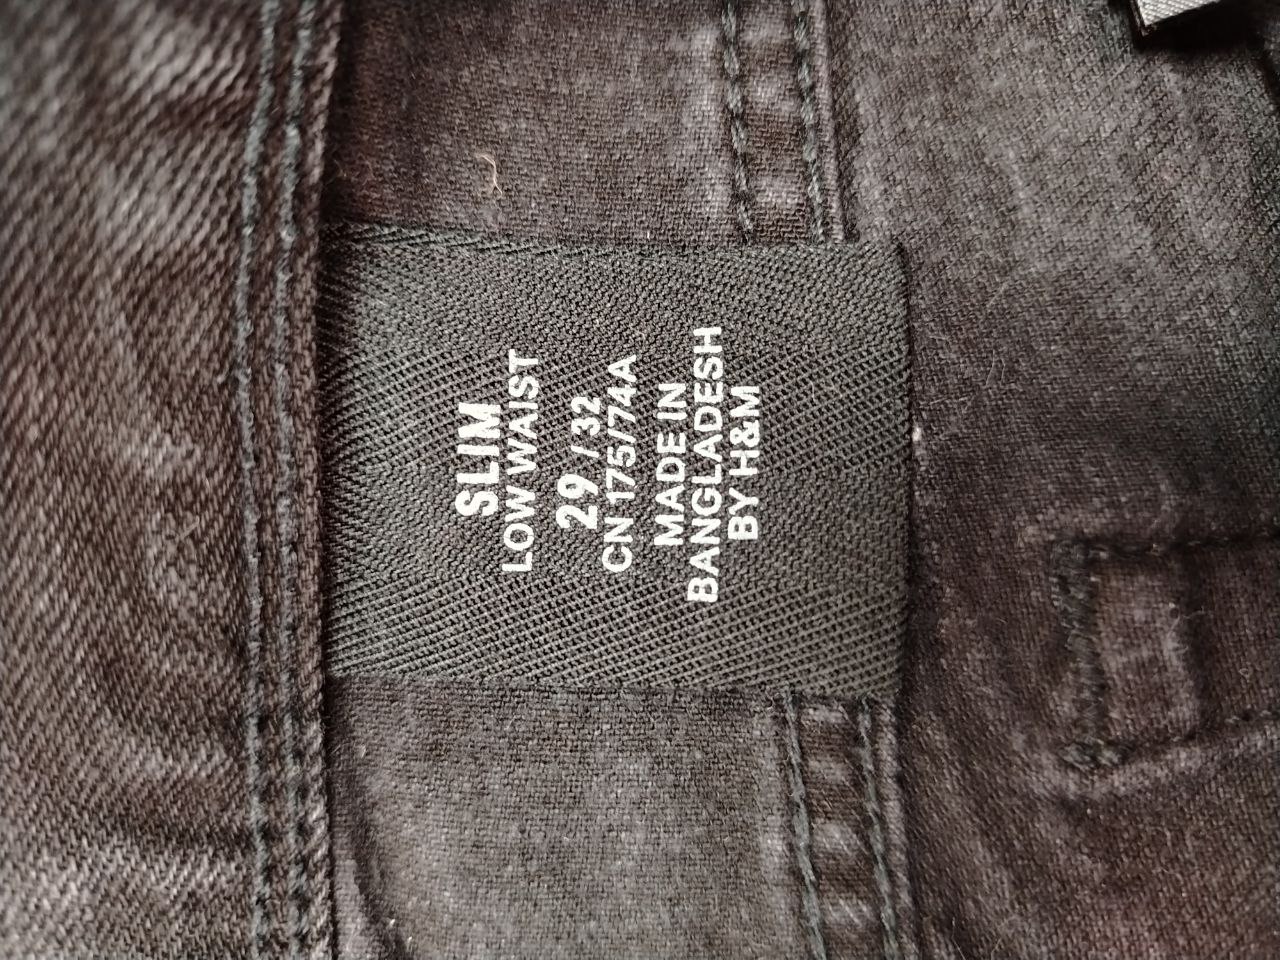 SLIM
LOW WAIST
29/32
CN 175/74A
MADE IN
BANGLADESH
BY H&M